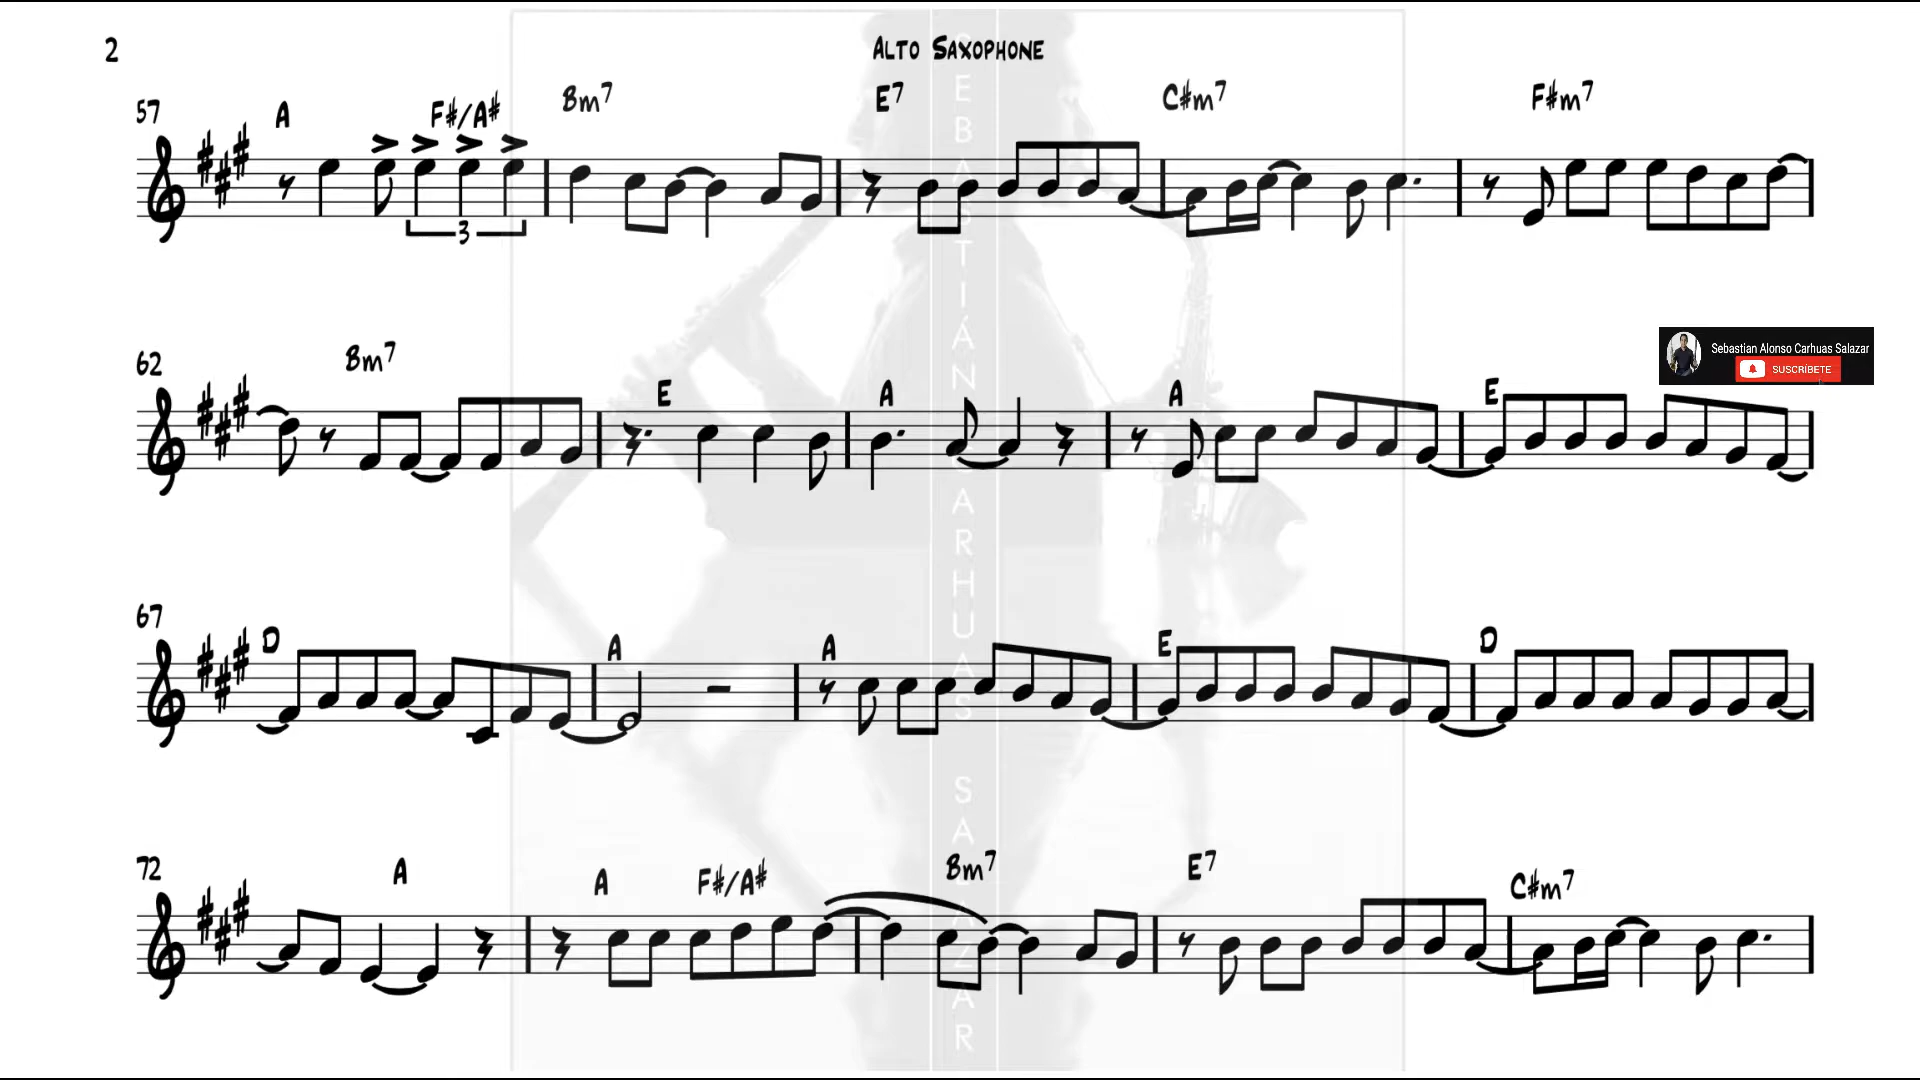 2
ALTO SAXOPHONE
57 A F#/A# Bm7 E7 C#m7 F#m7
3
62 Bm7 E A A E
Sebastian Alonso Carhuas Salazar
SUSCRÍBETE
67 D A A E D
72 A A F#/A# Bm7 E7 C#m7
SEBASTIÁN CARHUAS SALAZAR